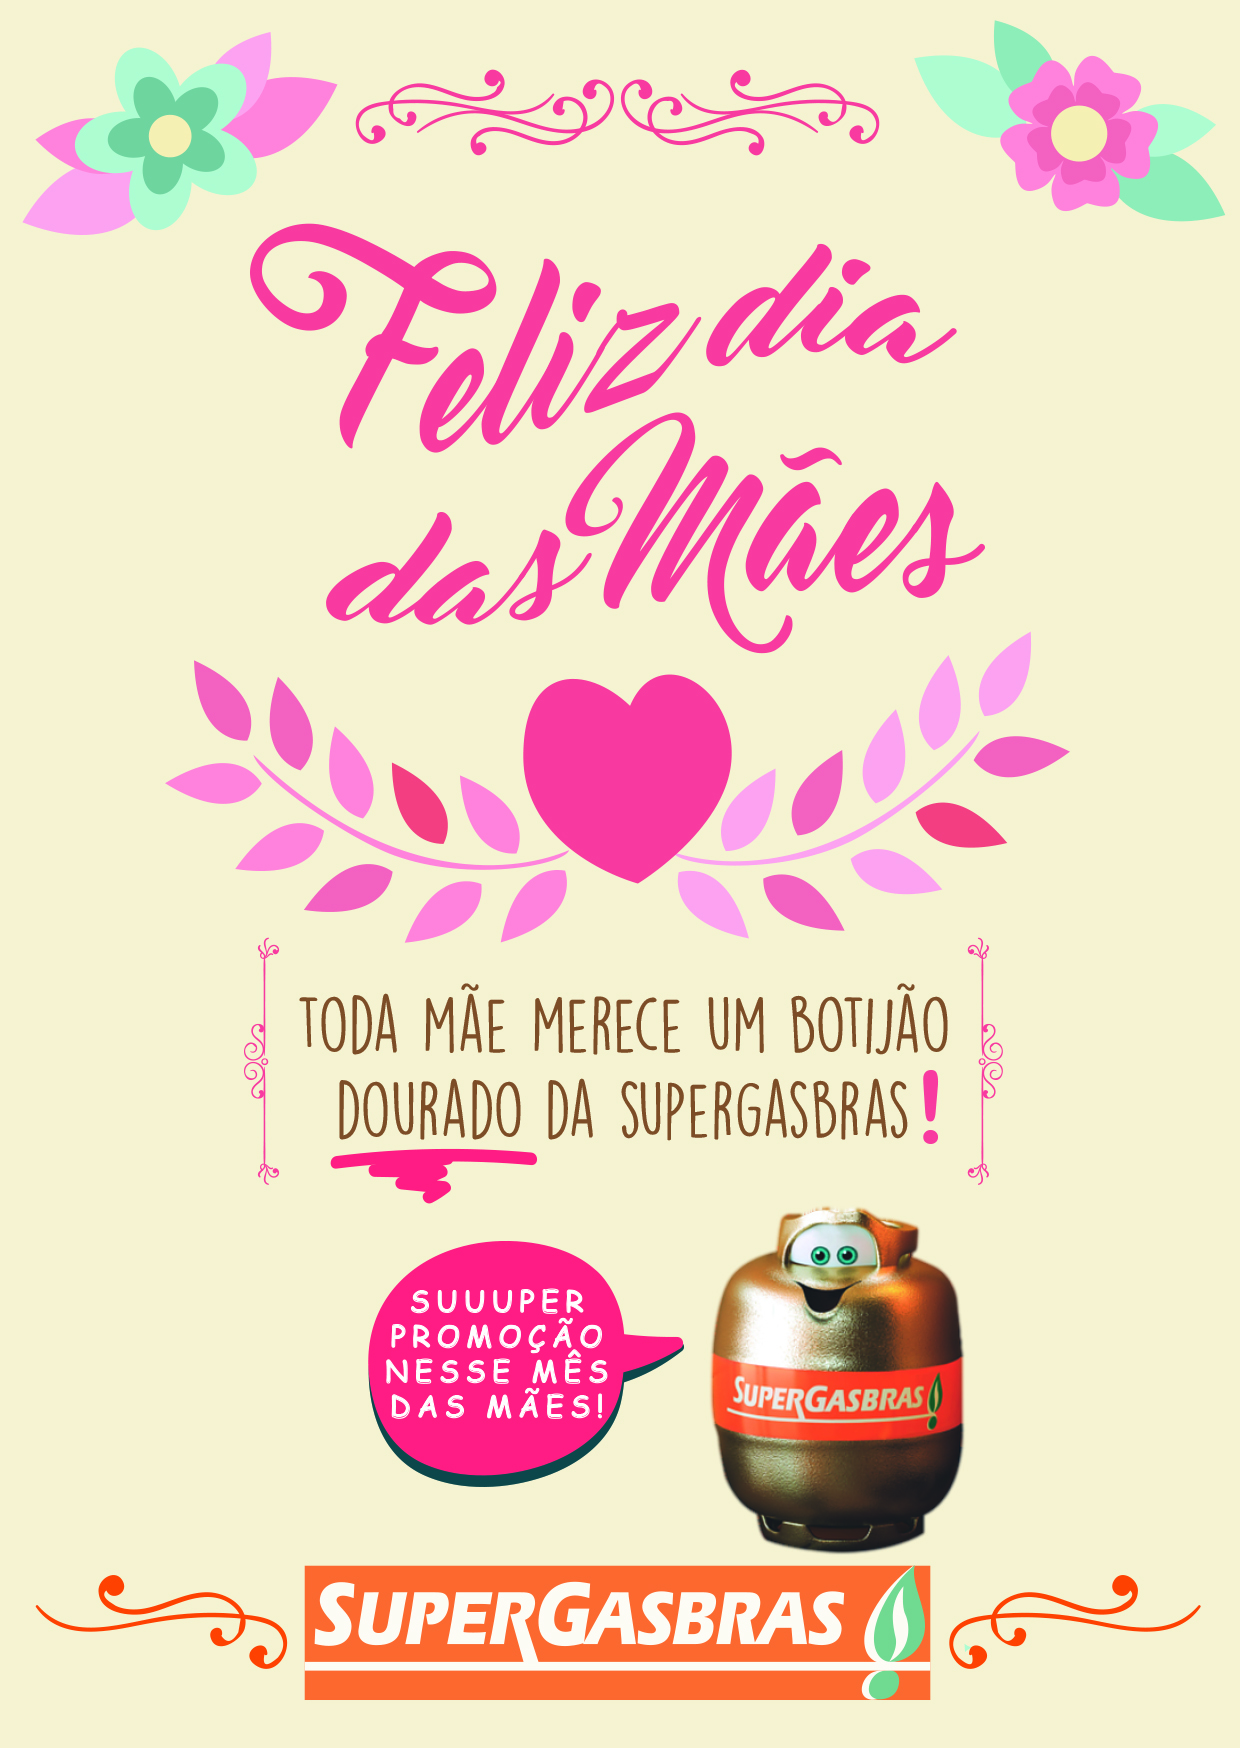 Feliz dia
das Mães
TODA MÃE MERECE UM BOTIJÃO
DOURADO DA SUPERGASBRAS!
SUUUPER
PROMOÇÃO
NESSE MÊS
DAS MÃES!
SUPERGASBRAS
SUPERGASBRAS